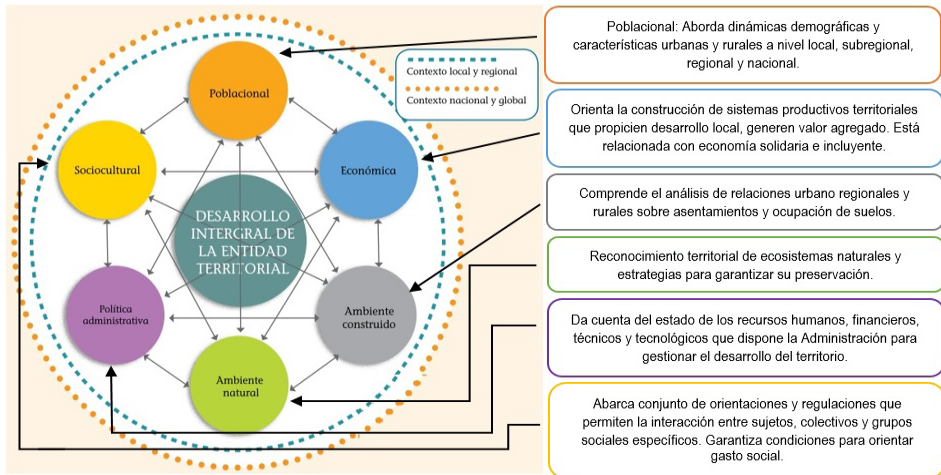 Poblacional
Contexto local y regional
Contexto nacional y global
Sociocultural
Económica
DESARROLLO
INTERGRAL DE
LA ENTIDAD
TERRITORIAL
Política
administrativa
Ambiente
construido
Ambiente
natural
Poblacional: Aborda dinámicas demográficas y
características urbanas y rurales a nivel local, subregional,
regional y nacional.
Orienta la construcción de sistemas productivos territoriales
que propicien desarrollo local, generen valor agregado. Está
relacionada con economía solidaria e incluyente.
Comprende el análisis de relaciones urbano regionales y
rurales sobre asentamientos y ocupación de suelos.
Reconocimiento territorial de ecosistemas naturales y
estrategias para garantizar su preservación.
Da cuenta del estado de los recursos humanos, financieros,
técnicos y tecnológicos que dispone la Administración para
gestionar el desarrollo del territorio.
Abarca conjunto de orientaciones y regulaciones que
permiten la interacción entre sujetos, colectivos y grupos
sociales específicos. Garantiza condiciones para orientar
gasto social.